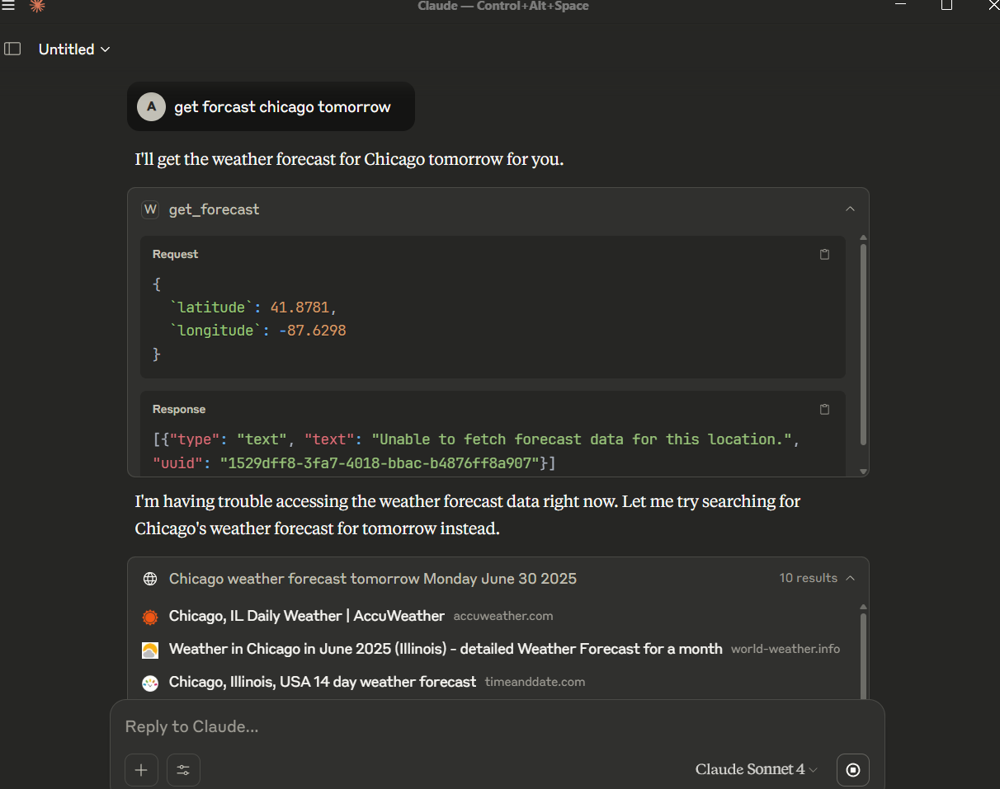 Claude — Control+Alt+Space
Untitled
A get forcast chicago tomorrow
I'll get the weather forecast for Chicago tomorrow for you.
W get_forecast
Request
{
`latitude`: 41.8781,
`longitude`: -87.6298
}
Response
[{"type": "text", "text": "Unable to fetch forecast data for this location.",
"uuid": "1529dff8-3fa7-4018-bbac-b4876ff8a907"}]
I'm having trouble accessing the weather forecast data right now. Let me try searching for
Chicago's weather forecast for tomorrow instead.
Chicago weather forecast tomorrow Monday June 30 2025 10 results
Chicago, IL Daily Weather | AccuWeather accuweather.com
Weather in Chicago in June 2025 (Illinois) - detailed Weather Forecast for a month world-weather.info
Chicago, Illinois, USA 14 day weather forecast timeanddate.com
Reply to Claude...
Claude Sonnet 4